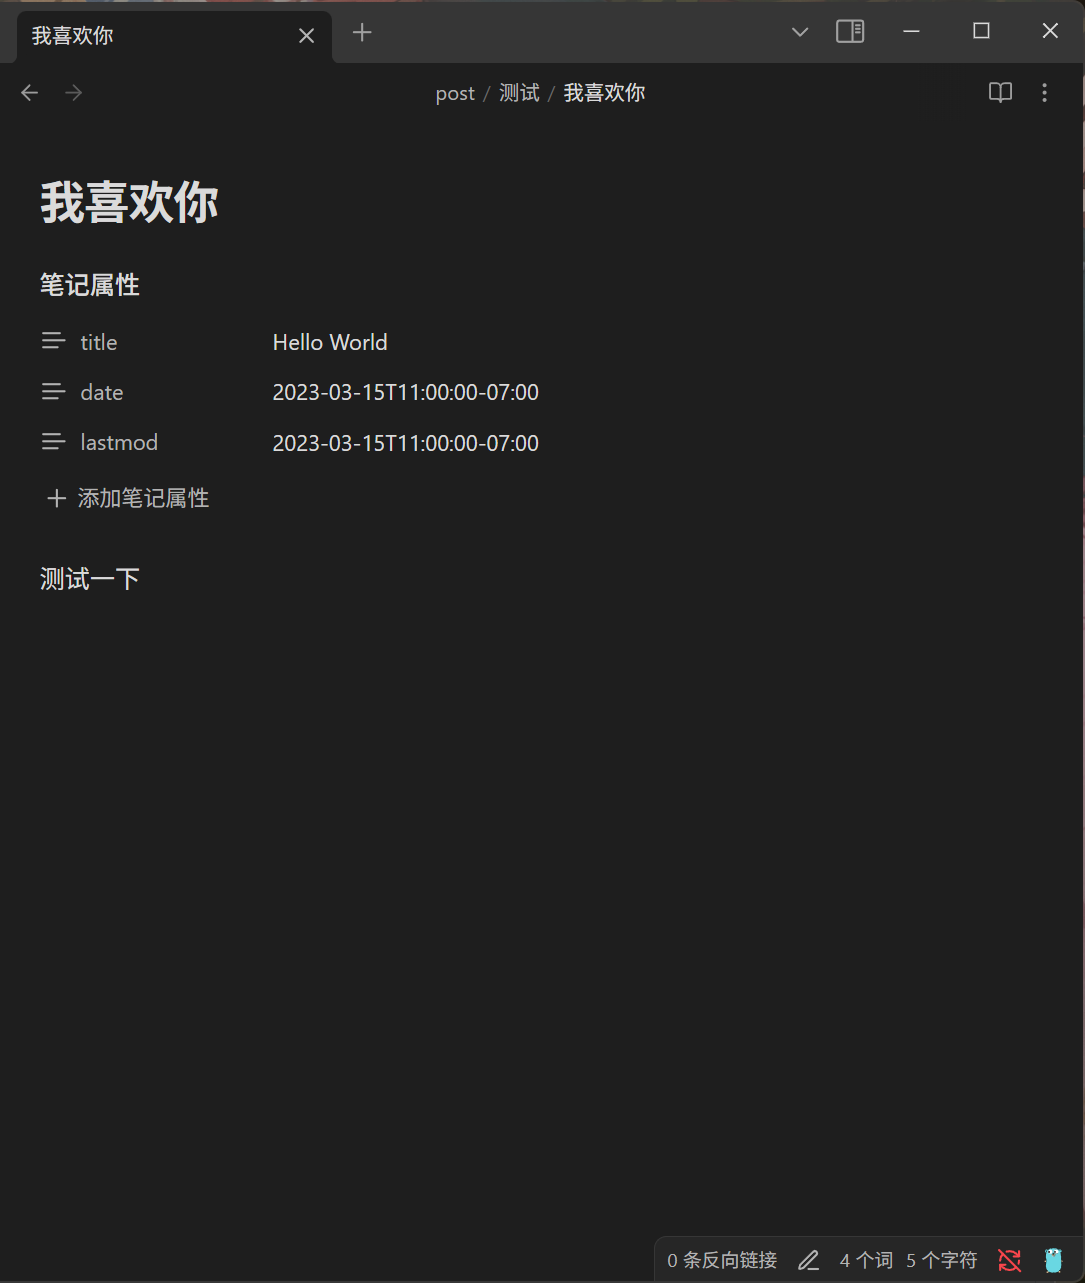 我喜欢你
post / 测试 / 我喜欢你
我喜欢你
笔记属性
title Hello World
date 2023-03-15T11:00:00-07:00
lastmod 2023-03-15T11:00:00-07:00
添加笔记属性
测试一下
0 条反向链接 4 个词 5 个字符